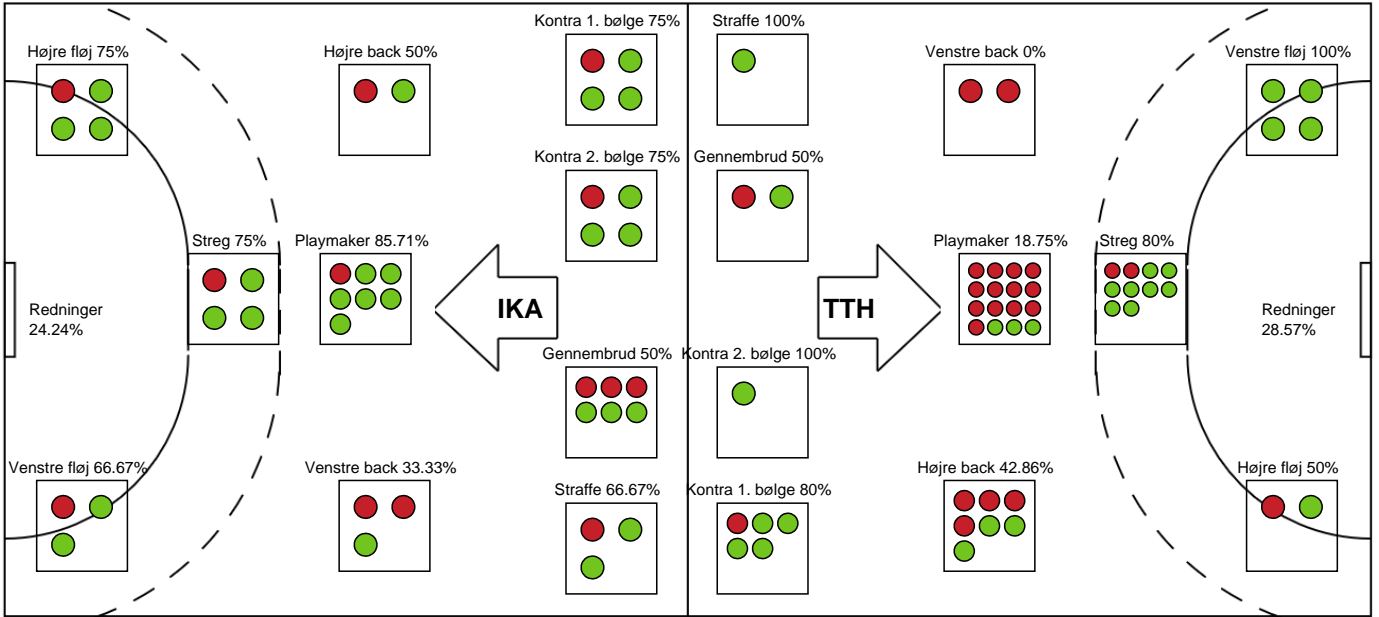 Kontra 1. bølge 75%
Straffe 100%
Højre fløj 75%
Højre back 50%
Venstre back 0%
Venstre fløj 100%
Kontra 2. bølge 75%
Gennembrud 50%
Streg 75%
Playmaker 85.71%
Playmaker 18.75%
Streg 80%
Redninger
24.24%
IKA
TTH
Redninger
28.57%
Gennembrud 50%
Kontra 2. bølge 100%
Venstre fløj 66.67%
Venstre back 33.33%
Højre back 42.86%
Højre fløj 50%
Straffe 66.67%
Kontra 1. bølge 80%